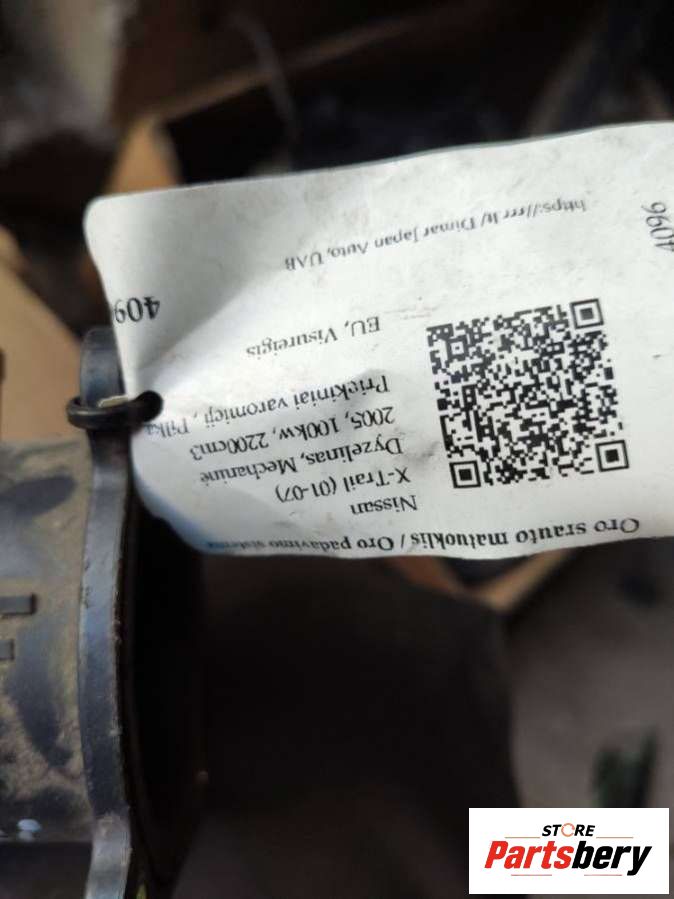 Oro srauto matuoklis / Oro padavimo sistema
Nissan
X-Trail (01-07)
Dyzelinas, Mechaninė
2005, 100kw, 2200cm3
Priekiniai varomieji , Pilka
EU, Visureigis
https://rrr.lt/ Dimar Japan Auto, UAB
4096
409
STORE
Partsbery